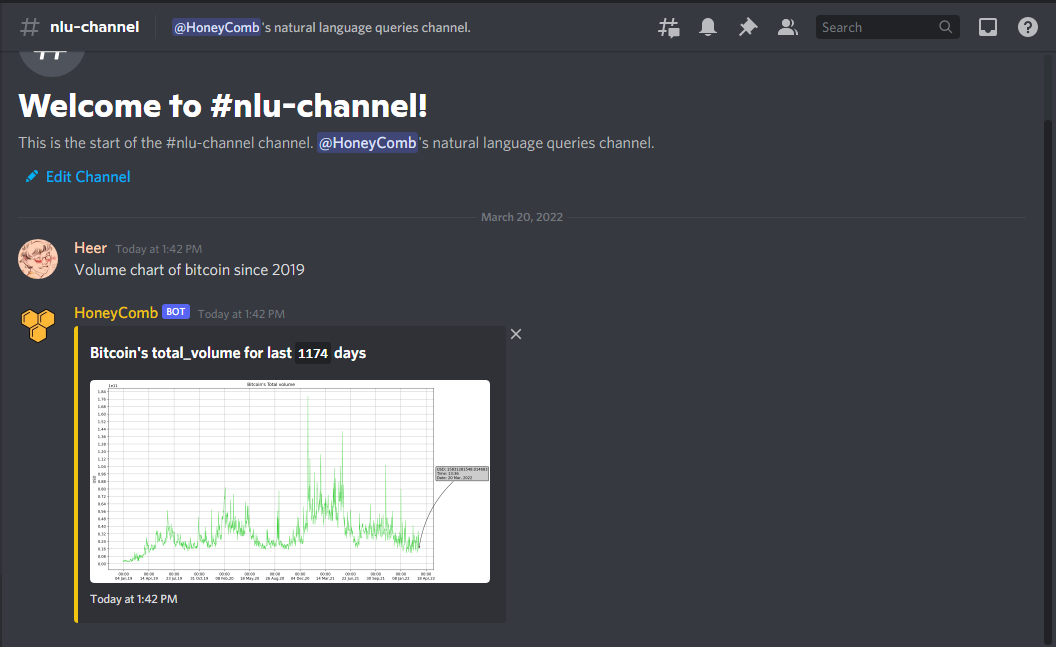 nlu-channel
@HoneyComb's natural language queries channel.
Search
Welcome to #nlu-channel!
This is the start of the #nlu-channel channel. @HoneyComb's natural language queries channel.
Edit Channel
March 20, 2022
Heer Today at 1:42 PM
Volume chart of bitcoin since 2019
HoneyComb BOT Today at 1:42 PM
Bitcoin's total_volume for last 1174 days
Bitcoin's Total volume
1e11
1.84
1.76
1.68
1.60
1.52
1.44
1.36
1.28
1.20
1.12
1.04
0.96
0.88
0.80
0.72
0.64
0.56
0.48
0.40
0.32
0.24
0.16
0.08
0.00
USD
Time: 13:36
Date: 20 Mar, 2022
00:00 00:00 00:00 00:00 00:00 00:00 00:00 00:00 00:00 00:00 00:00 00:00 00:00
04 Jan,19 14 Apr,19 23 Jul,19 31 Oct,19 08 Feb,20 18 May,20 26 Aug,20 04 Dec,20 14 Mar,21 22 Jun,21 30 Sep,21 08 Jan,22 18 Apr,22
Today at 1:42 PM